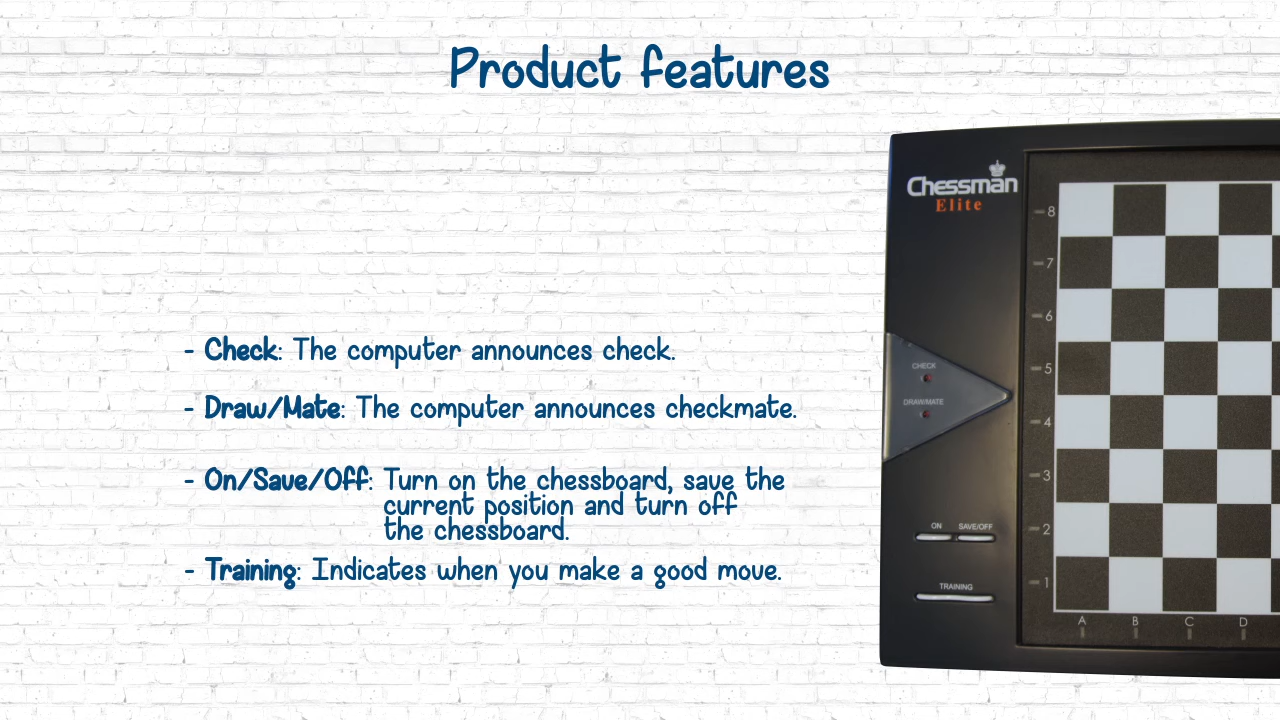 Product features
Chessman
Elite
8
7
6
5
4
3
2
1
A B C D
CHECK
DRAW/MATE
ON SAVE/OFF
TRAINING
- Check: The computer announces check.
- Draw/Mate: The computer announces checkmate.
- On/Save/Off: Turn on the chessboard, save the
current position and turn off
the chessboard.
- Training: Indicates when you make a good move.